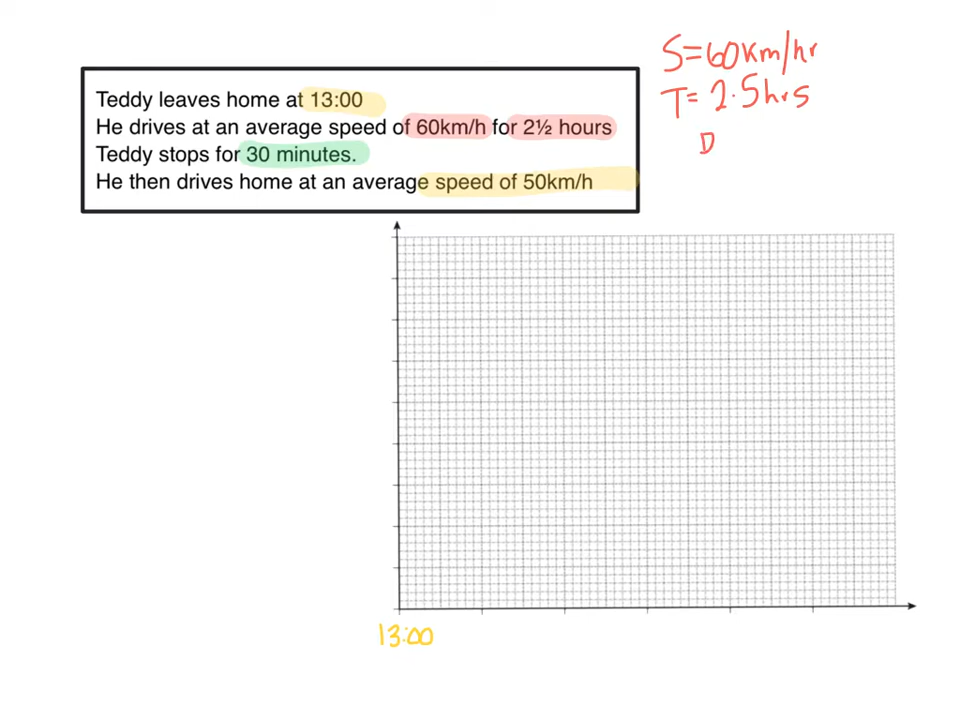 S=60km/hr
T= 2.5hrs
D
Teddy leaves home at 13:00
He drives at an average speed of 60km/h for 2½ hours
Teddy stops for 30 minutes.
He then drives home at an average speed of 50km/h
13:00